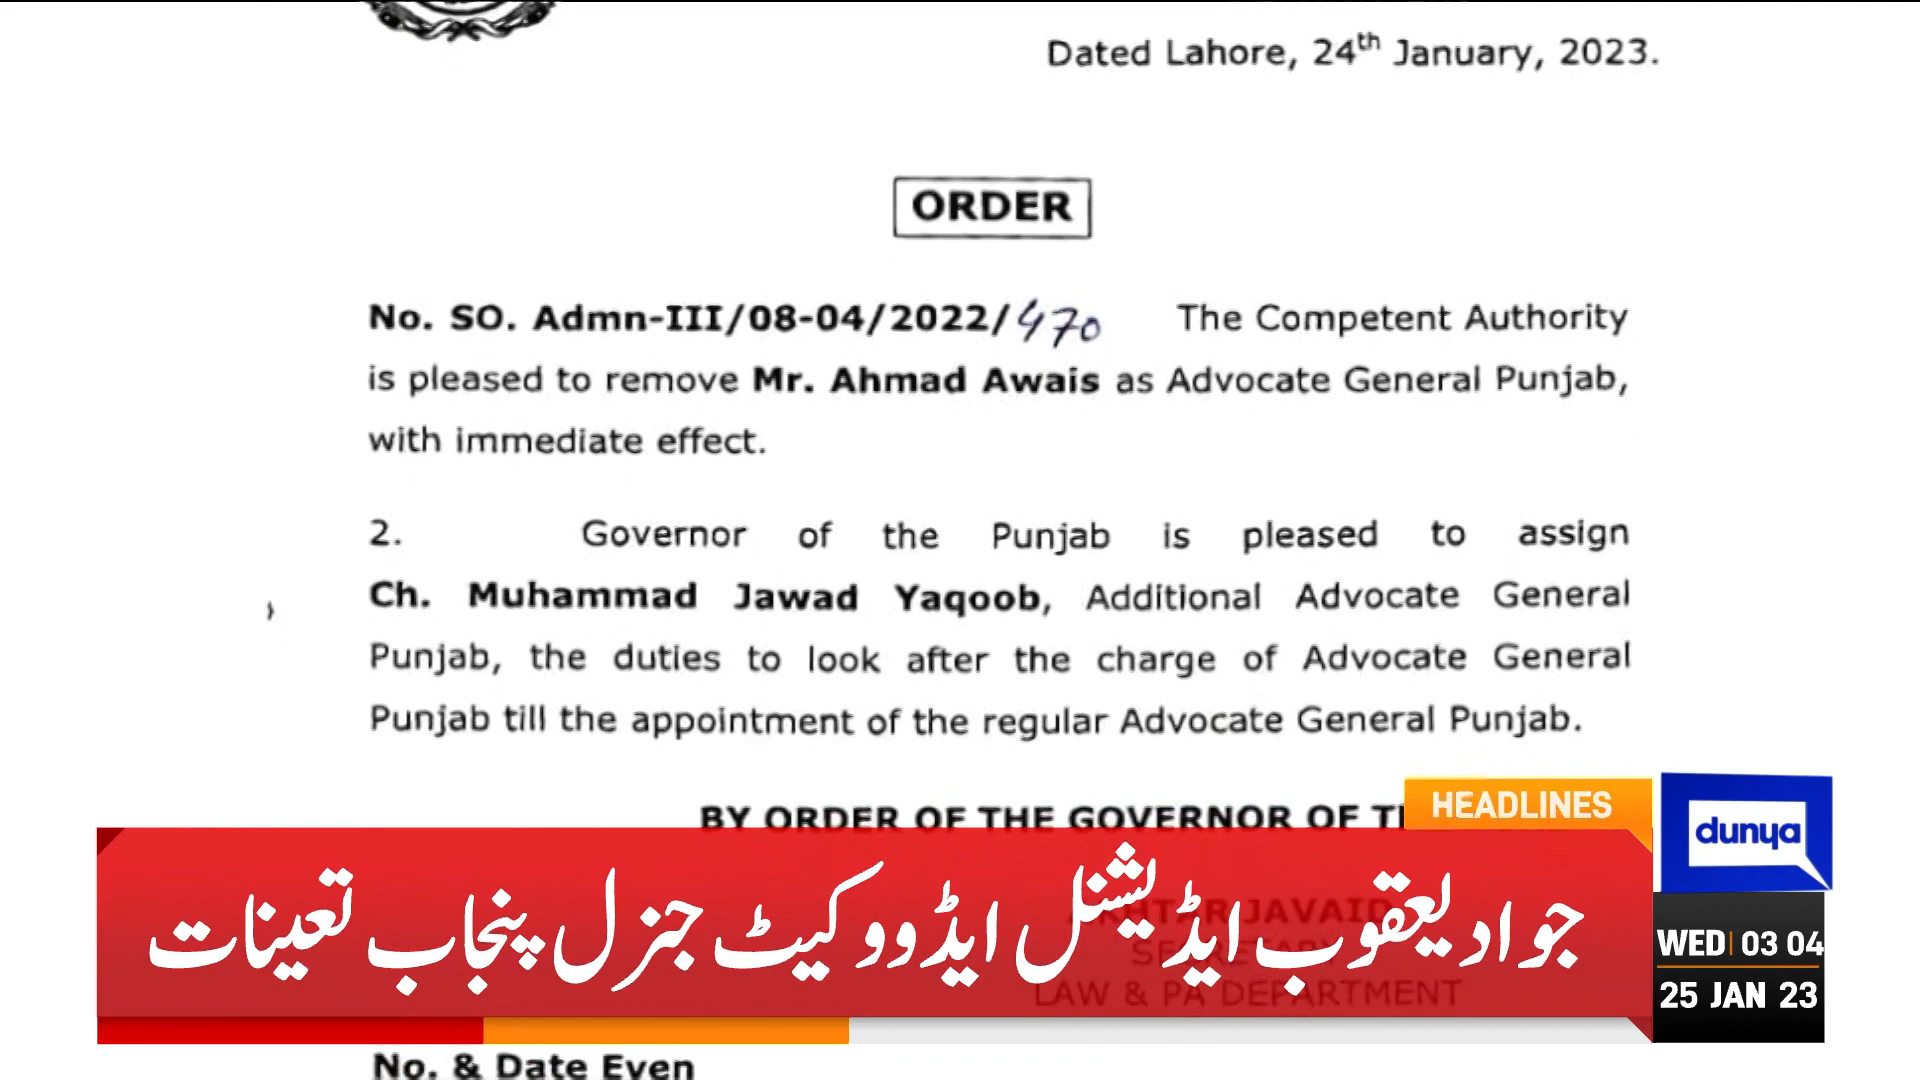 Dated Lahore, 24th January, 2023.
ORDER
No. SO. Admn-III/08-04/2022/470 The Competent Authority
is pleased to remove Mr. Ahmad Awais as Advocate General Punjab,
with immediate effect.
2. Governor of the Punjab is pleased to assign
Ch. Muhammad Jawad Yaqoob, Additional Advocate General
Punjab, the duties to look after the charge of Advocate General
Punjab till the appointment of the regular Advocate General Punjab.
BY ORDER OF THE GOVERNOR OF
HEADLINES
dunya
جواد یعقوب ایڈیشنل ایڈووکیٹ جنرل پنجاب تعینات
AKHTAR JAVAID
SECRETARY
LAW & PA DEPARTMENT
WED 03 04
25 JAN 23
No. & Date Even